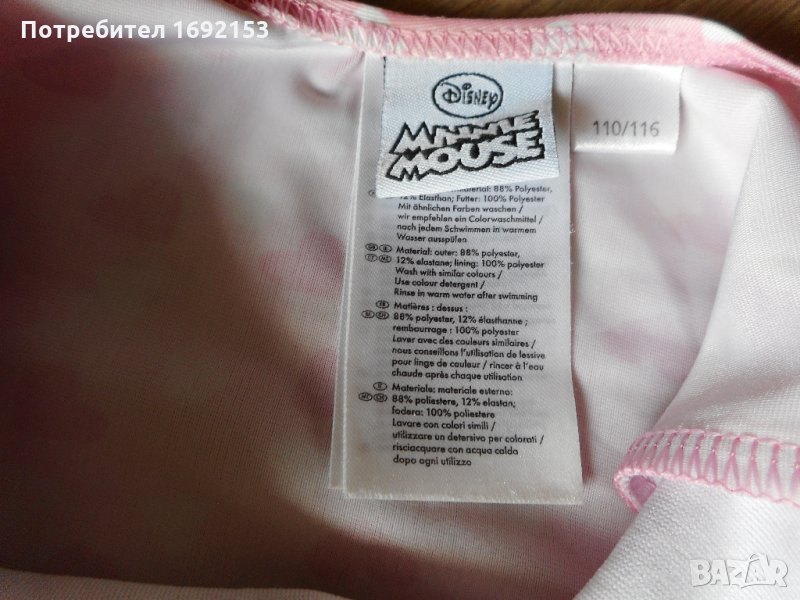 Потребител 1692153
Disney
MINNIE
MOUSE
110/116
material: 88% Polyester,
12% Elasthan; Futter: 100% Polyester
Mit ähnlichen Farben waschen /
wir empfehlen ein Colorwaschmittel /
nach jedem Schwimmen in warmem
Wasser ausspülen
Material: outer: 88% polyester,
12% elastane; lining: 100% polyester
Wash with similar colours /
Use colour detergent /
Rinse in warm water after swimming
Matières : dessus :
88% polyester, 12% élasthanne ;
rembourrage : 100% polyester
Laver avec des couleurs similaires /
nous conseillons l'utilisation de lessive
pour linge de couleur / rincer à l'eau
chaude après chaque utilisation
Materiale: materiale esterno:
88% poliestere, 12% elastan;
fodera: 100% poliestere
Lavare con colori simili /
utilizzare un detersivo per colorati /
risciacquare con acqua calda
dopo ogni utilizzo
BAZAR